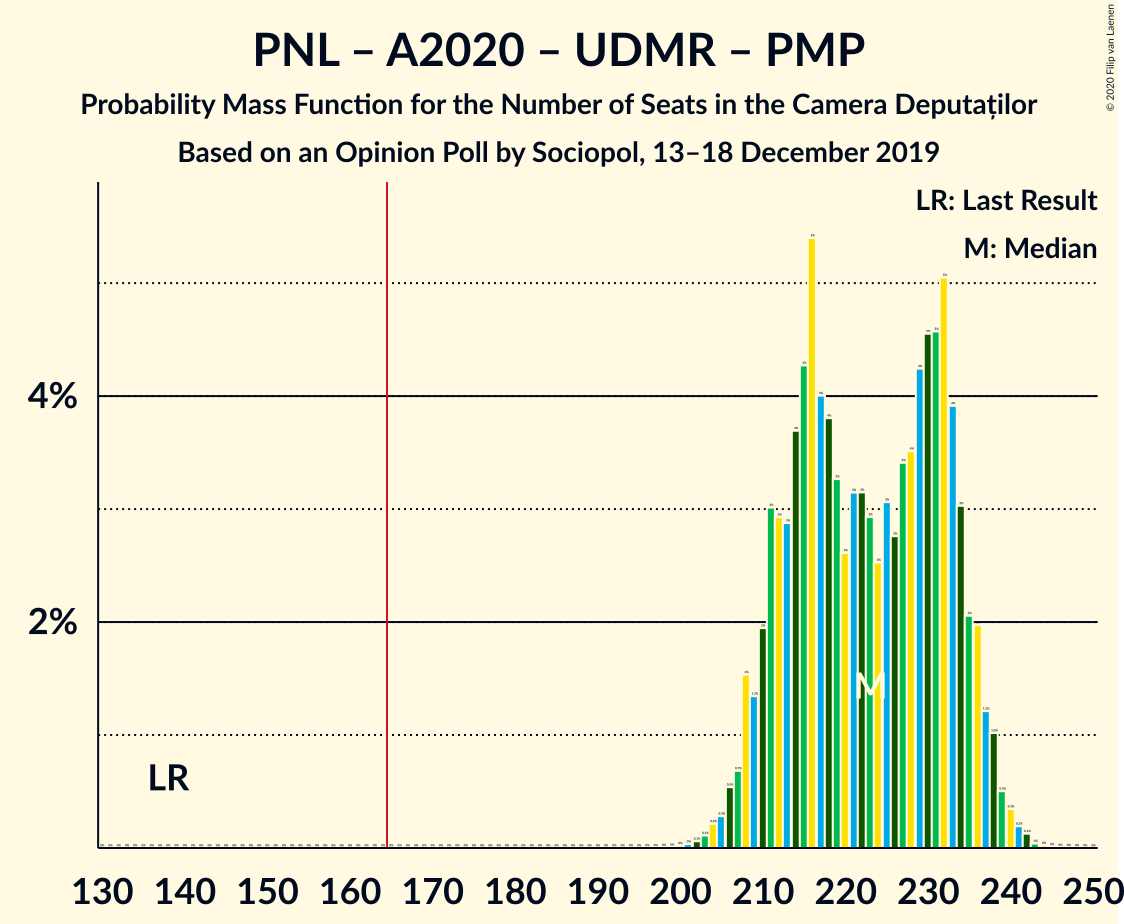 PNL – A2020 – UDMR – PMP
Probability Mass Function for the Number of Seats in the Camera Deputaților
Based on an Opinion Poll by Sociopol, 13–18 December 2019
© 2020 Filip van Laenen
LR: Last Result
M: Median
4%
2%
M
LR
130 140 150 160 170 180 190 200 210 220 230 240 250